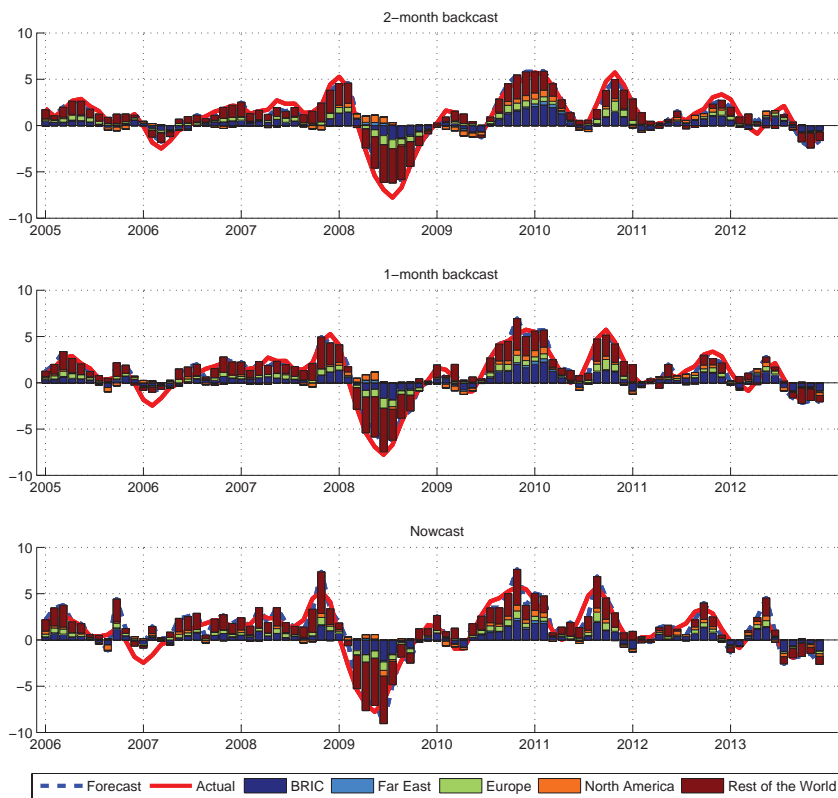 2−month backcast
10
5
0
−5
−10
2005 2006 2007 2008 2009 2010 2011 2012
1−month backcast
10
5
0
−5
−10
2005 2006 2007 2008 2009 2010 2011 2012
Nowcast
10
5
0
−5
−10
2006 2007 2008 2009 2010 2011 2012 2013
Forecast Actual BRIC Far East Europe North America Rest of the World